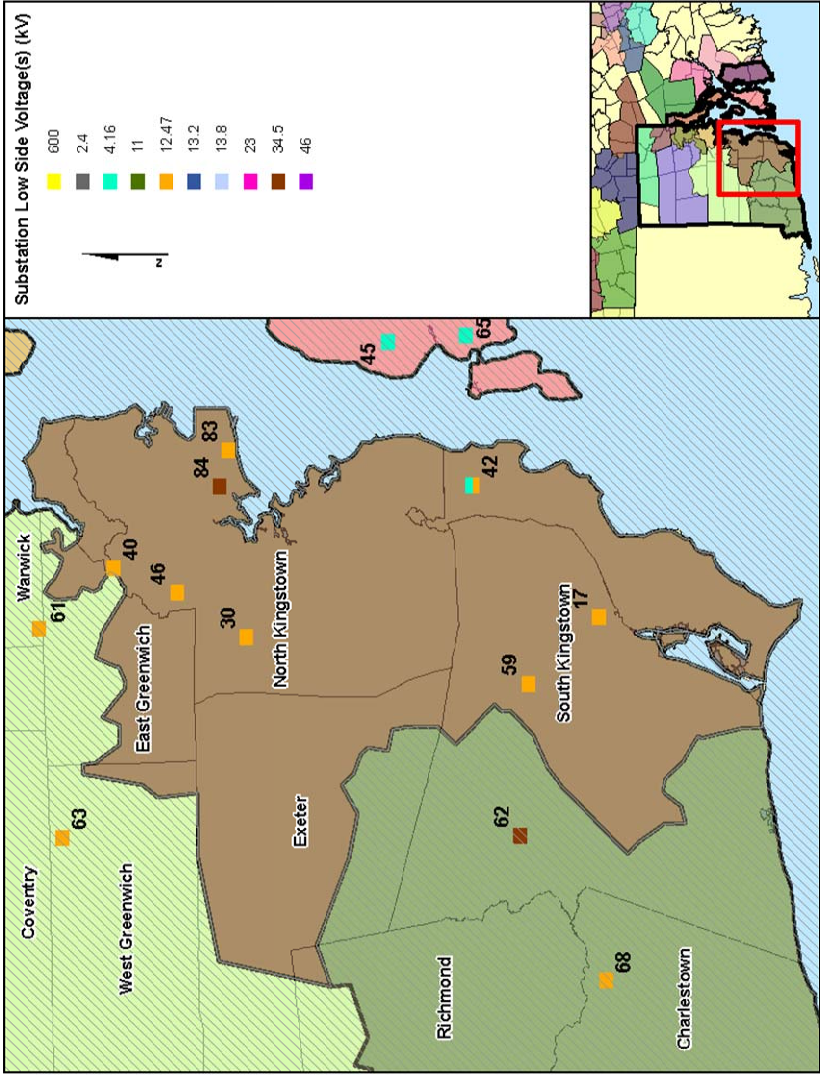 Substation Low Side Voltage(s) (kV)
600
2.4
4.16
11
12.47
13.2
13.8
23
34.5
46
N
Coventry
63
West Greenwich
Warwick
61
40
East Greenwich
46
30
North Kingstown
84
83
45
65
Exeter
42
59
South Kingstown
17
62
Richmond
68
Charlestown